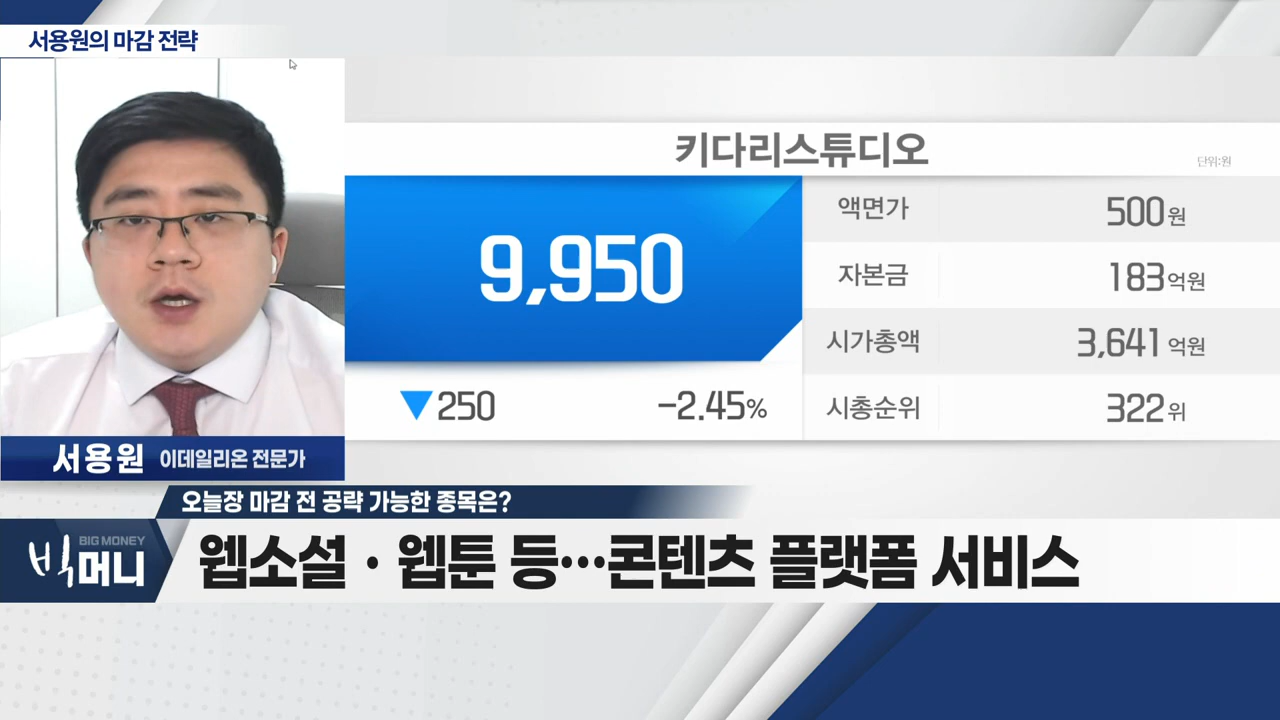 서용원의 마감 전략
키다리스튜디오
단위:원
9,950
▼250 -2.45%
액면가 500원
자본금 183억원
시가총액 3,641억원
시총순위 322위
서용원 이데일리온 전문가
오늘장 마감 전 공략 가능한 종목은?
BIG MONEY
빅머니
웹소설·웹툰 등…콘텐츠 플랫폼 서비스